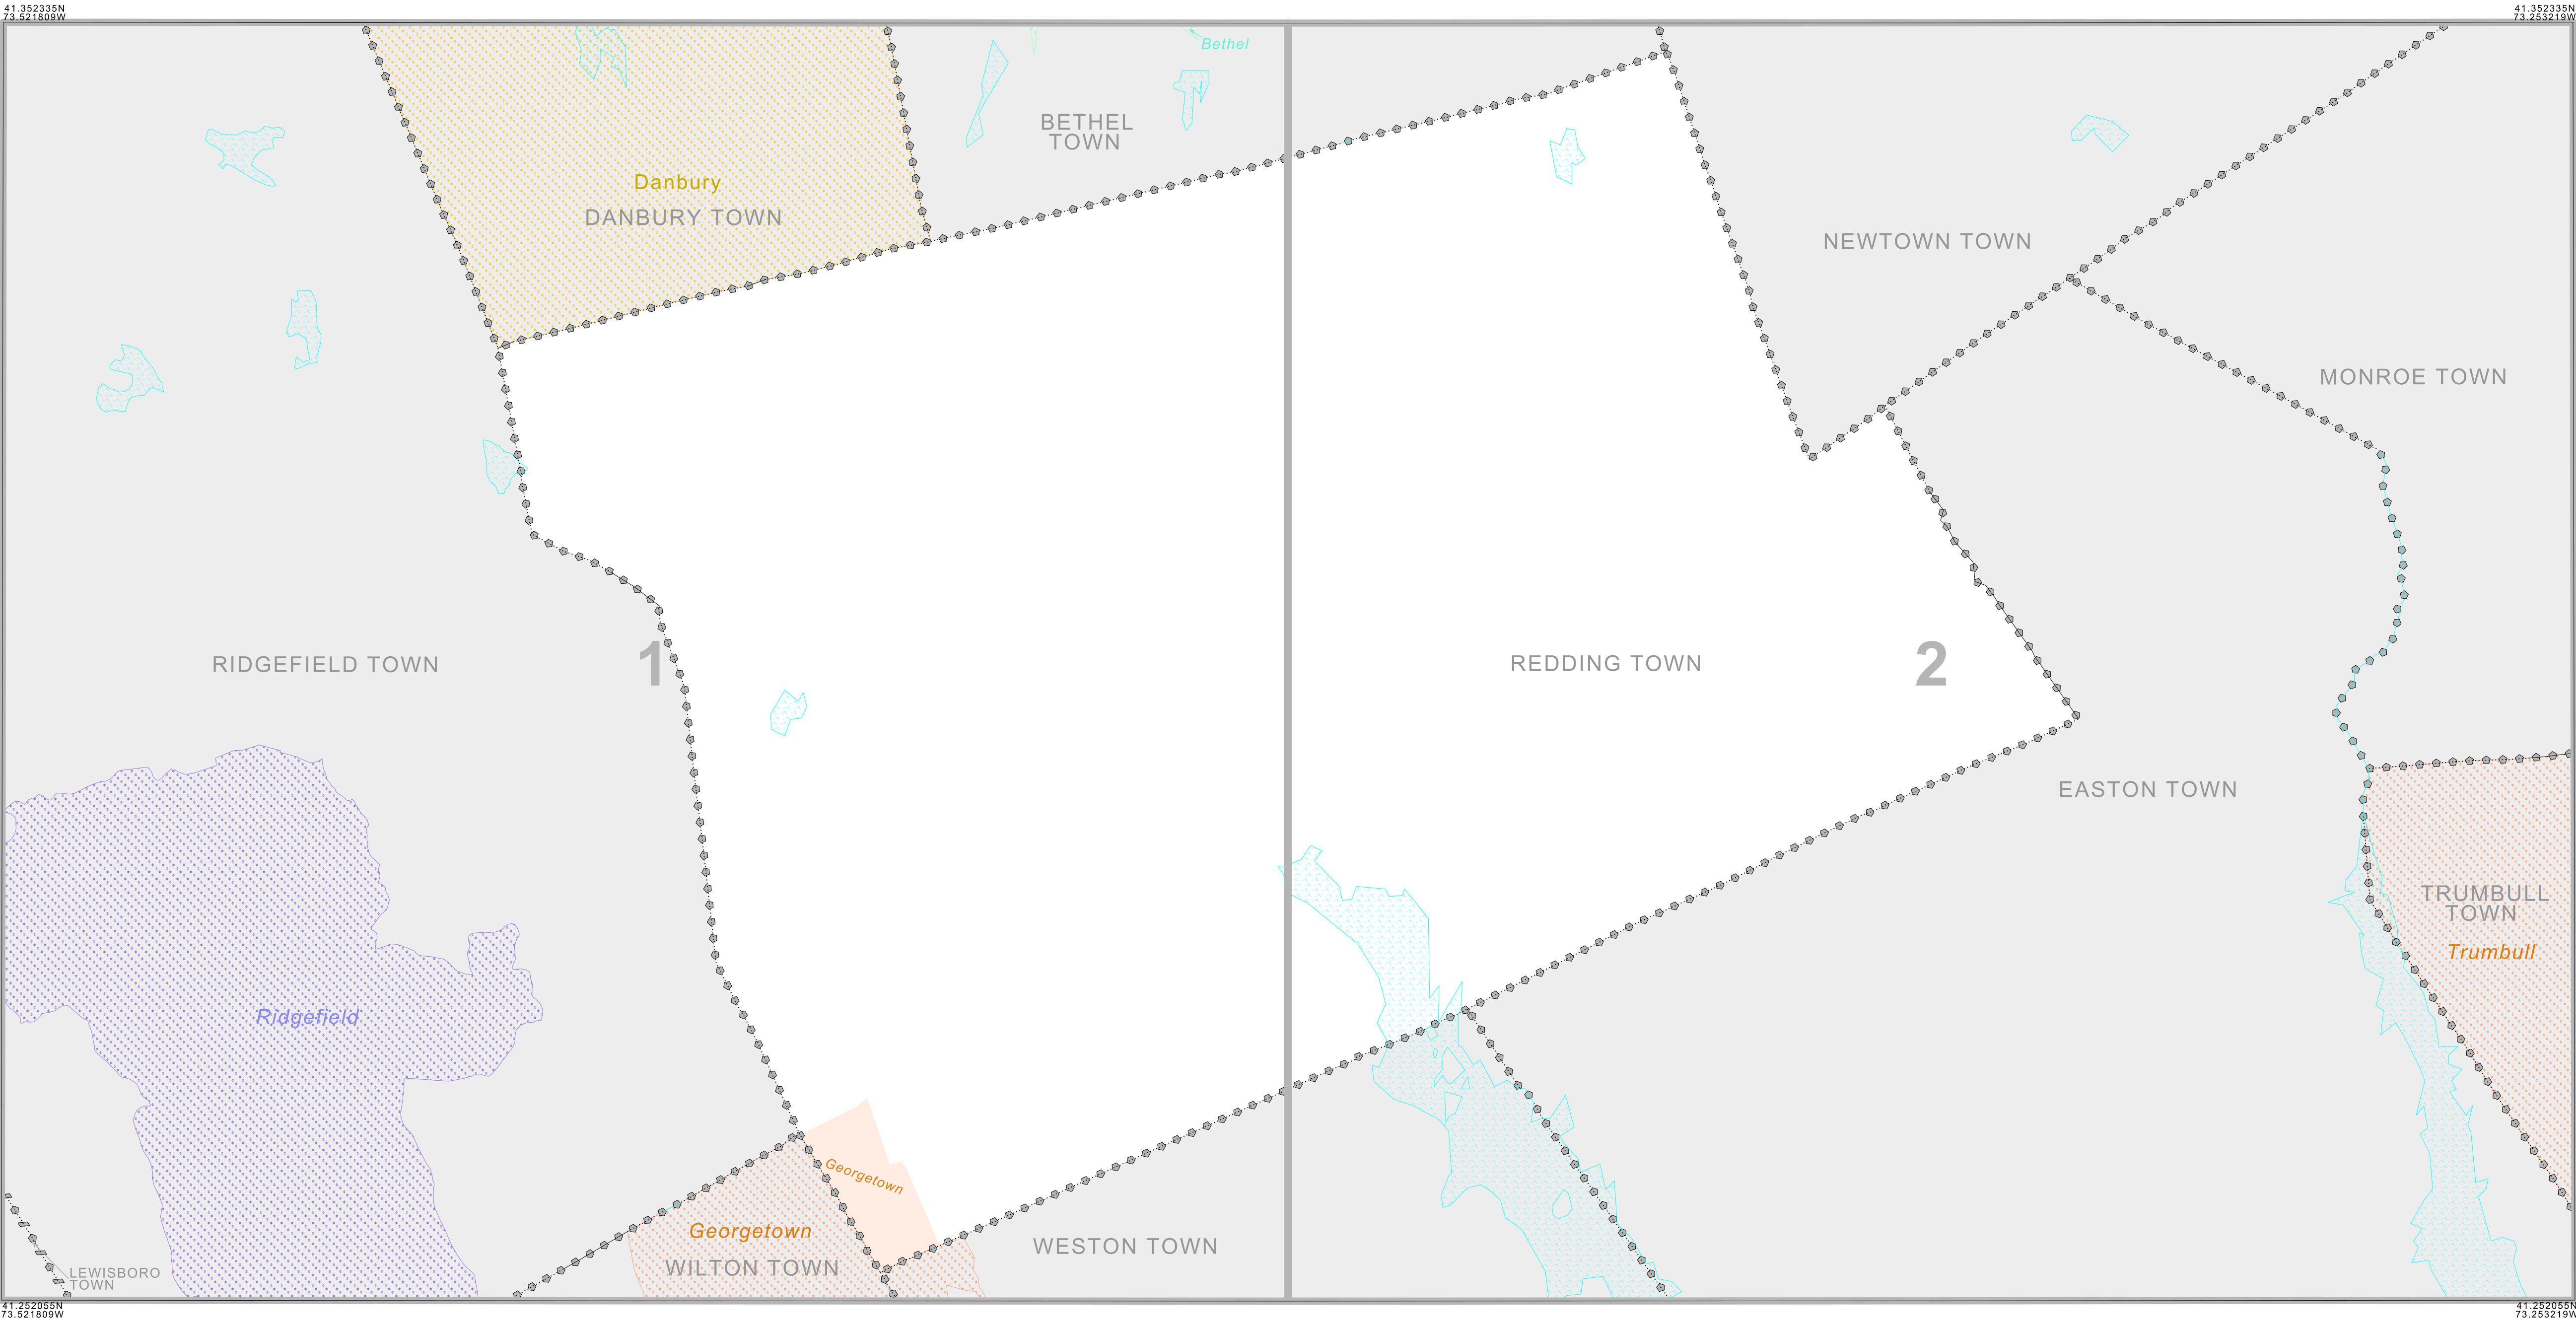 41.352335N
73.521809W
41.352335N
73.253219W
Bethel
BETHEL
TOWN
Danbury
DANBURY TOWN
NEWTOWN TOWN
MONROE TOWN
RIDGEFIELD TOWN
1
REDDING TOWN
2
EASTON TOWN
TRUMBULL
TOWN
Trumbull
Ridgefield
Georgetown
Georgetown
WILTON TOWN
WESTON TOWN
LEWISBORO
TOWN
41.252055N
73.521809W
41.252055N
73.253219W